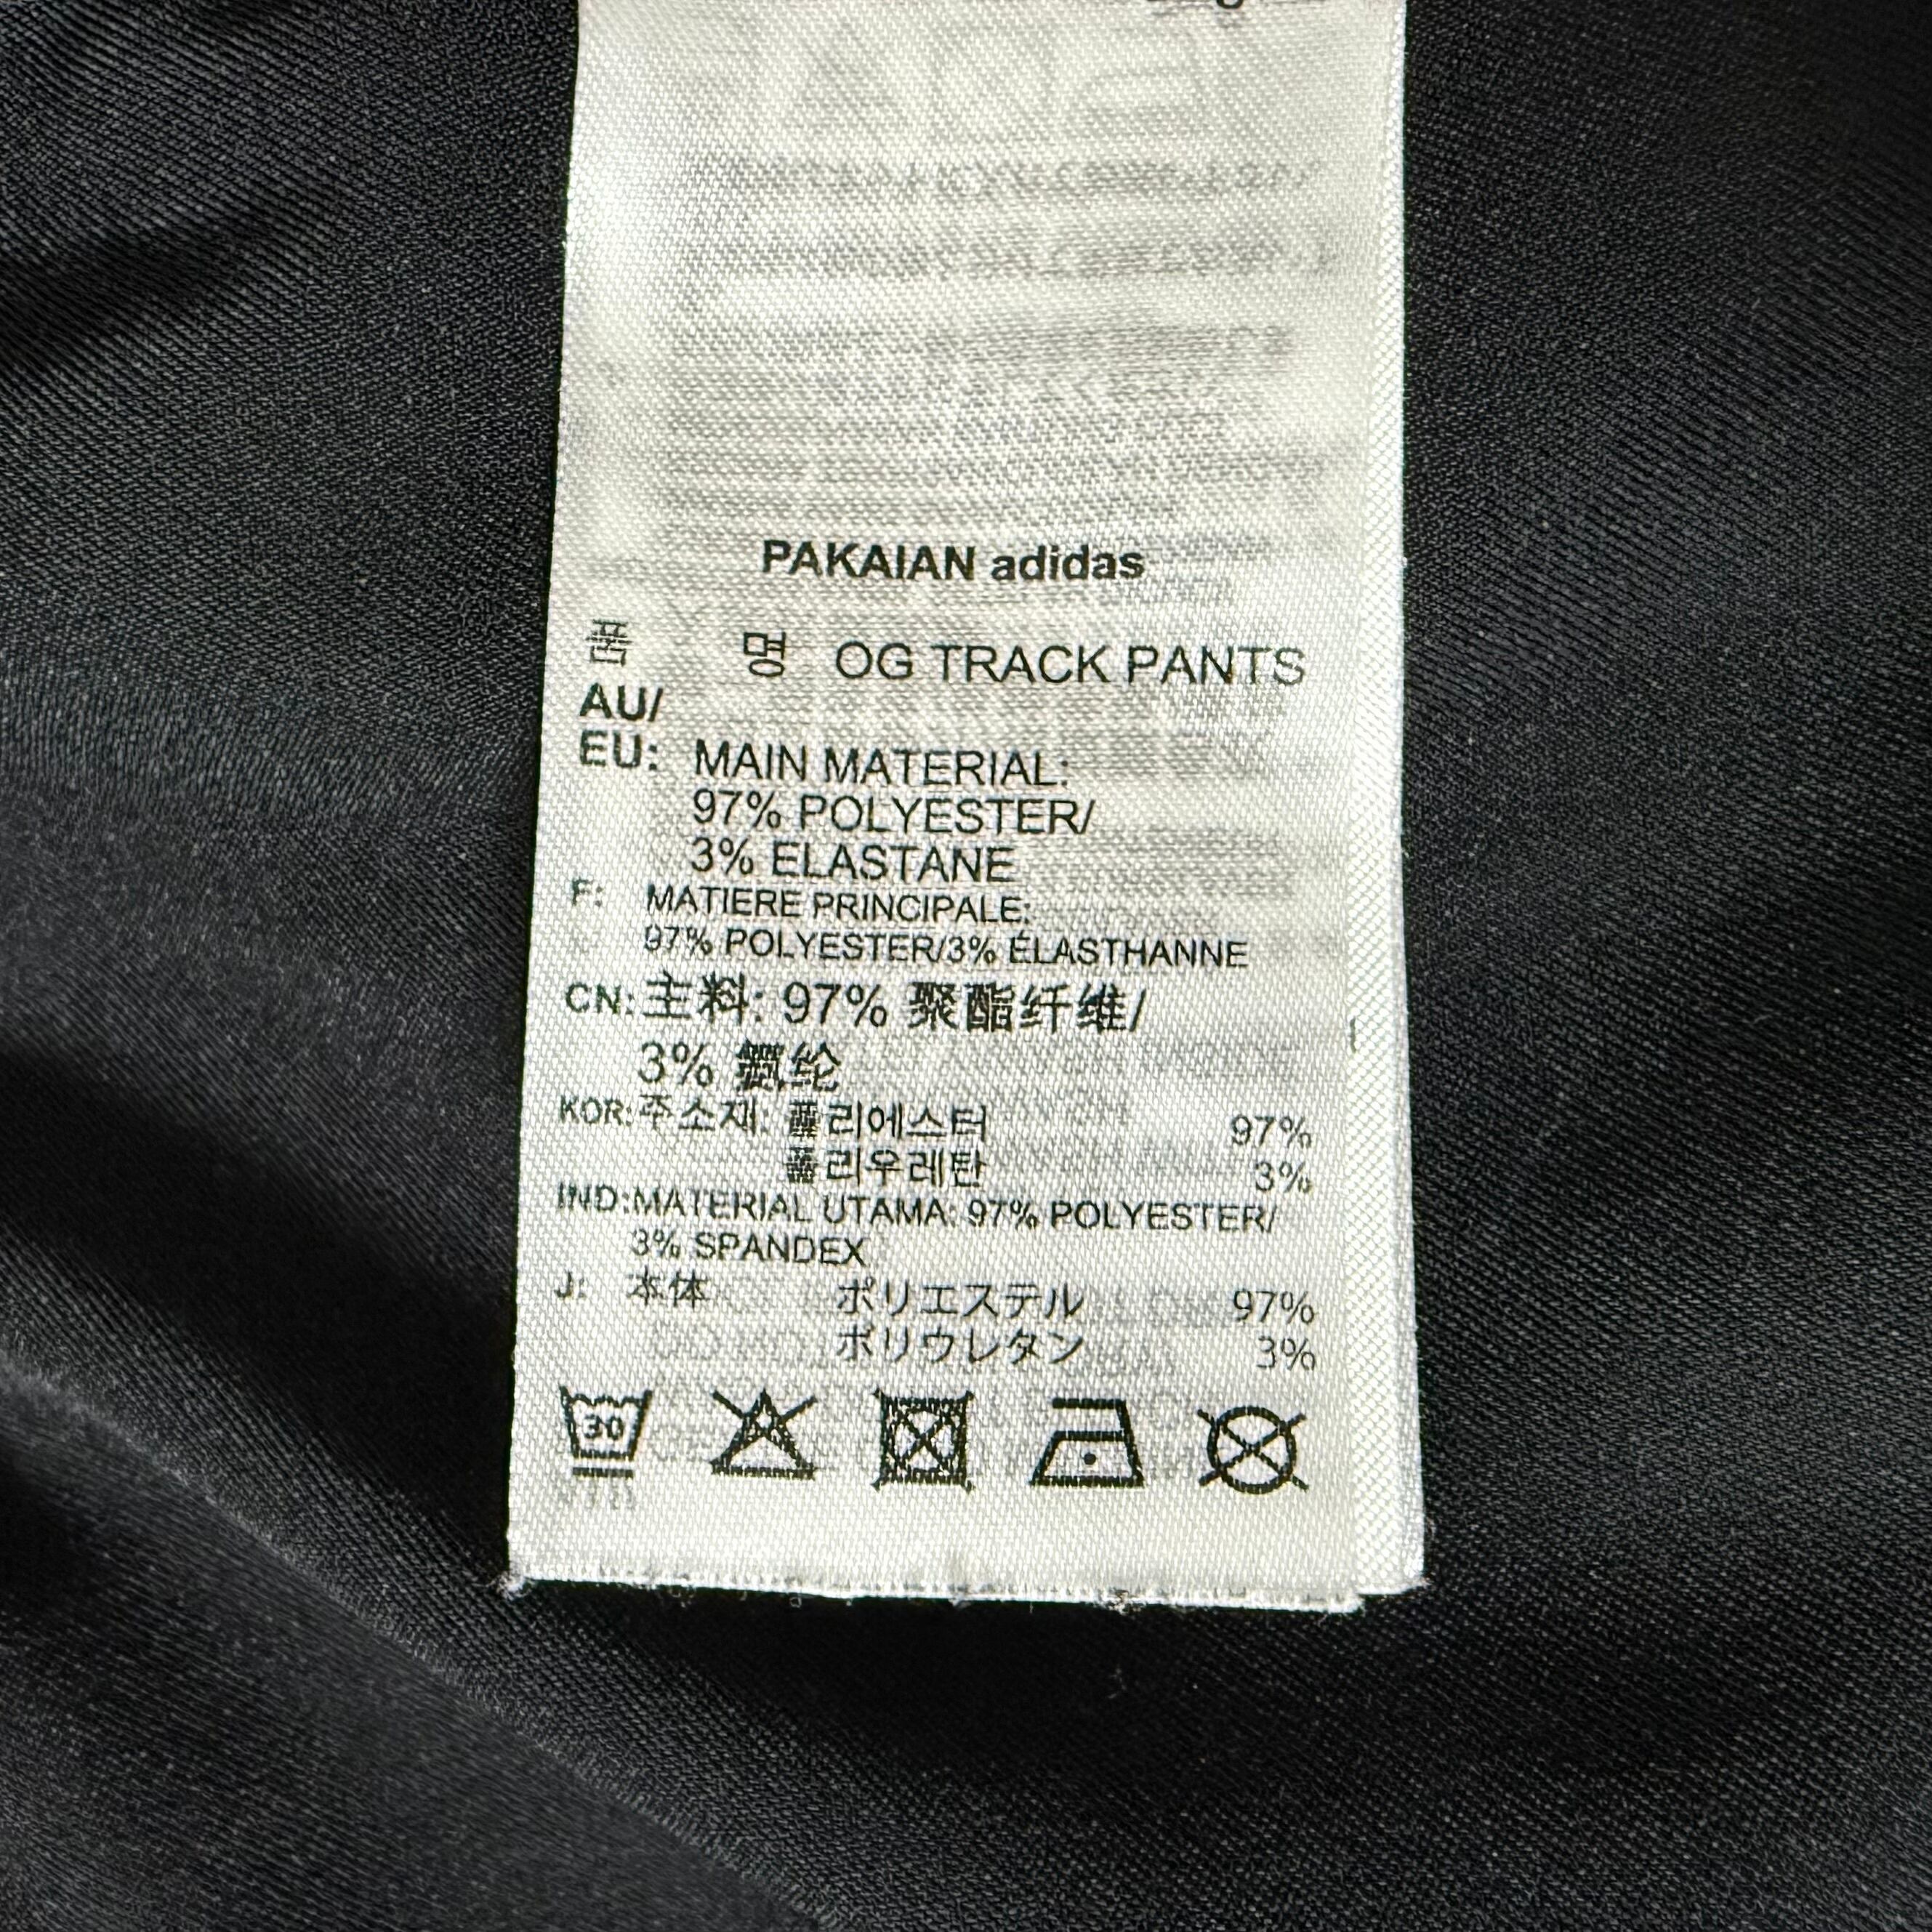 PAKAIAN adidas
품 명 OG TRACK PANTS
AU/
EU: MAIN MATERIAL:
97% POLYESTER/
3% ELASTANE
F: MATIERE PRINCIPALE:
97% POLYESTER/3% ÉLASTHANNE
CN: 主料: 97% 聚酯纤维/
3% 氨纶
KOR: 주소재: 폴리에스터 97%
폴리우레탄 3%
IND: MATERIAL UTAMA: 97% POLYESTER/
3% SPANDEX
J: 本体 ポリエステル 97%
ポリウレタン 3%
30